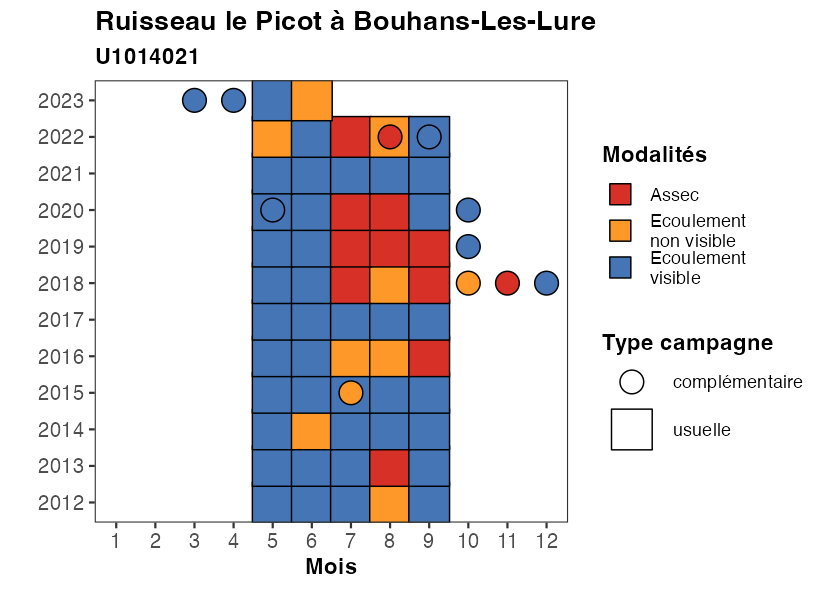 Ruisseau le Picot à Bouhans-Les-Lure
U1014021
2023
2022
2021
2020
2019
2018
2017
2016
2015
2014
2013
2012
1 2 3 4 5 6 7 8 9 10 11 12
Mois
Modalités
Assec
Ecoulement
non visible
Ecoulement
visible
Type campagne
complémentaire
usuelle